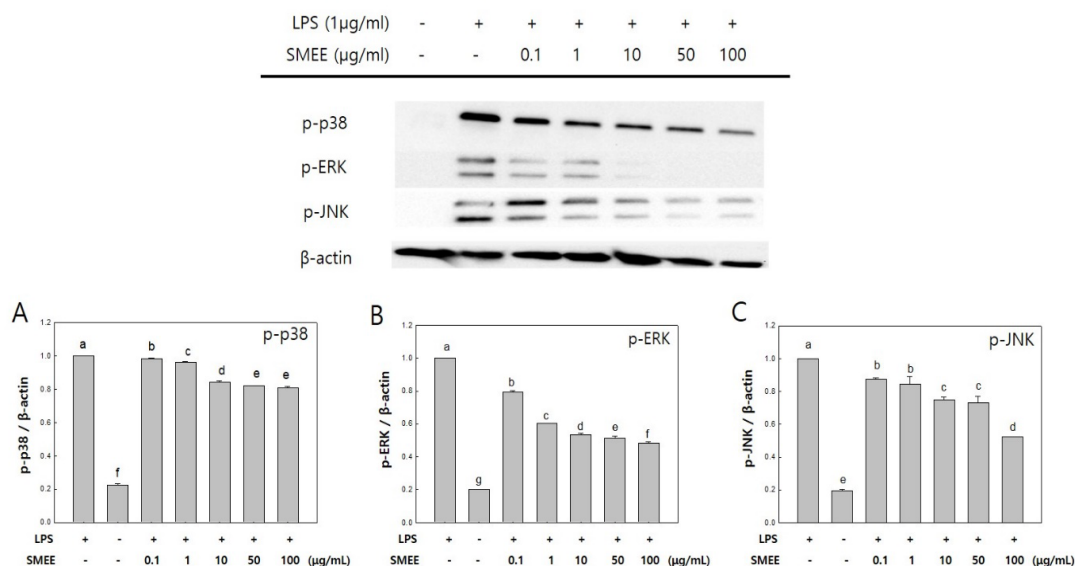 LPS (1μg/ml) - + + + + + +
SMEE (μg/ml) - - 0.1 1 10 50 100
p-p38
p-ERK
p-JNK
β-actin
A
p-p38
p-p38 / β-actin
1.2
1.0
0.8
0.6
0.4
0.2
0.0
a f b c d e e
LPS + - + + + + +
SMEE - - 0.1 1 10 50 100 (μg/mL)
B
p-ERK
p-ERK / β-actin
1.2
1.0
0.8
0.6
0.4
0.2
0.0
a g b c d e f
LPS + - + + + + +
SMEE - - 0.1 1 10 50 100 (μg/mL)
C
p-JNK
p-JNK / β-actin
1.2
1.0
0.8
0.6
0.4
0.2
0.0
a e b b c c d
LPS + - + + + + +
SMEE - - 0.1 1 10 50 100 (μg/mL)